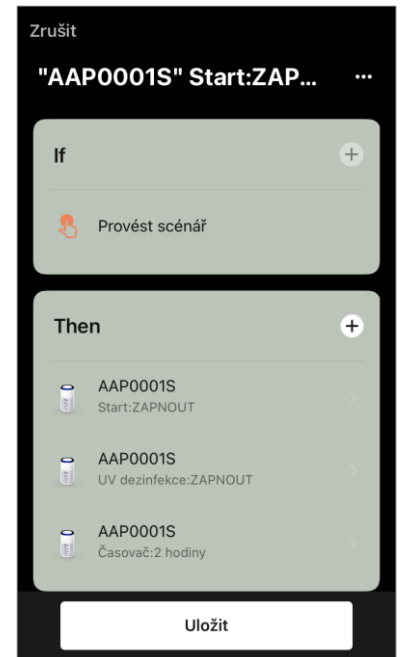 Zrušit
"AAP0001S" Start:ZAP...
If
Provést scénář
Then
AAP0001S
Start:ZAPNOUT
AAP0001S
UV dezinfekce:ZAPNOUT
AAP0001S
Časovač:2 hodiny
Uložit